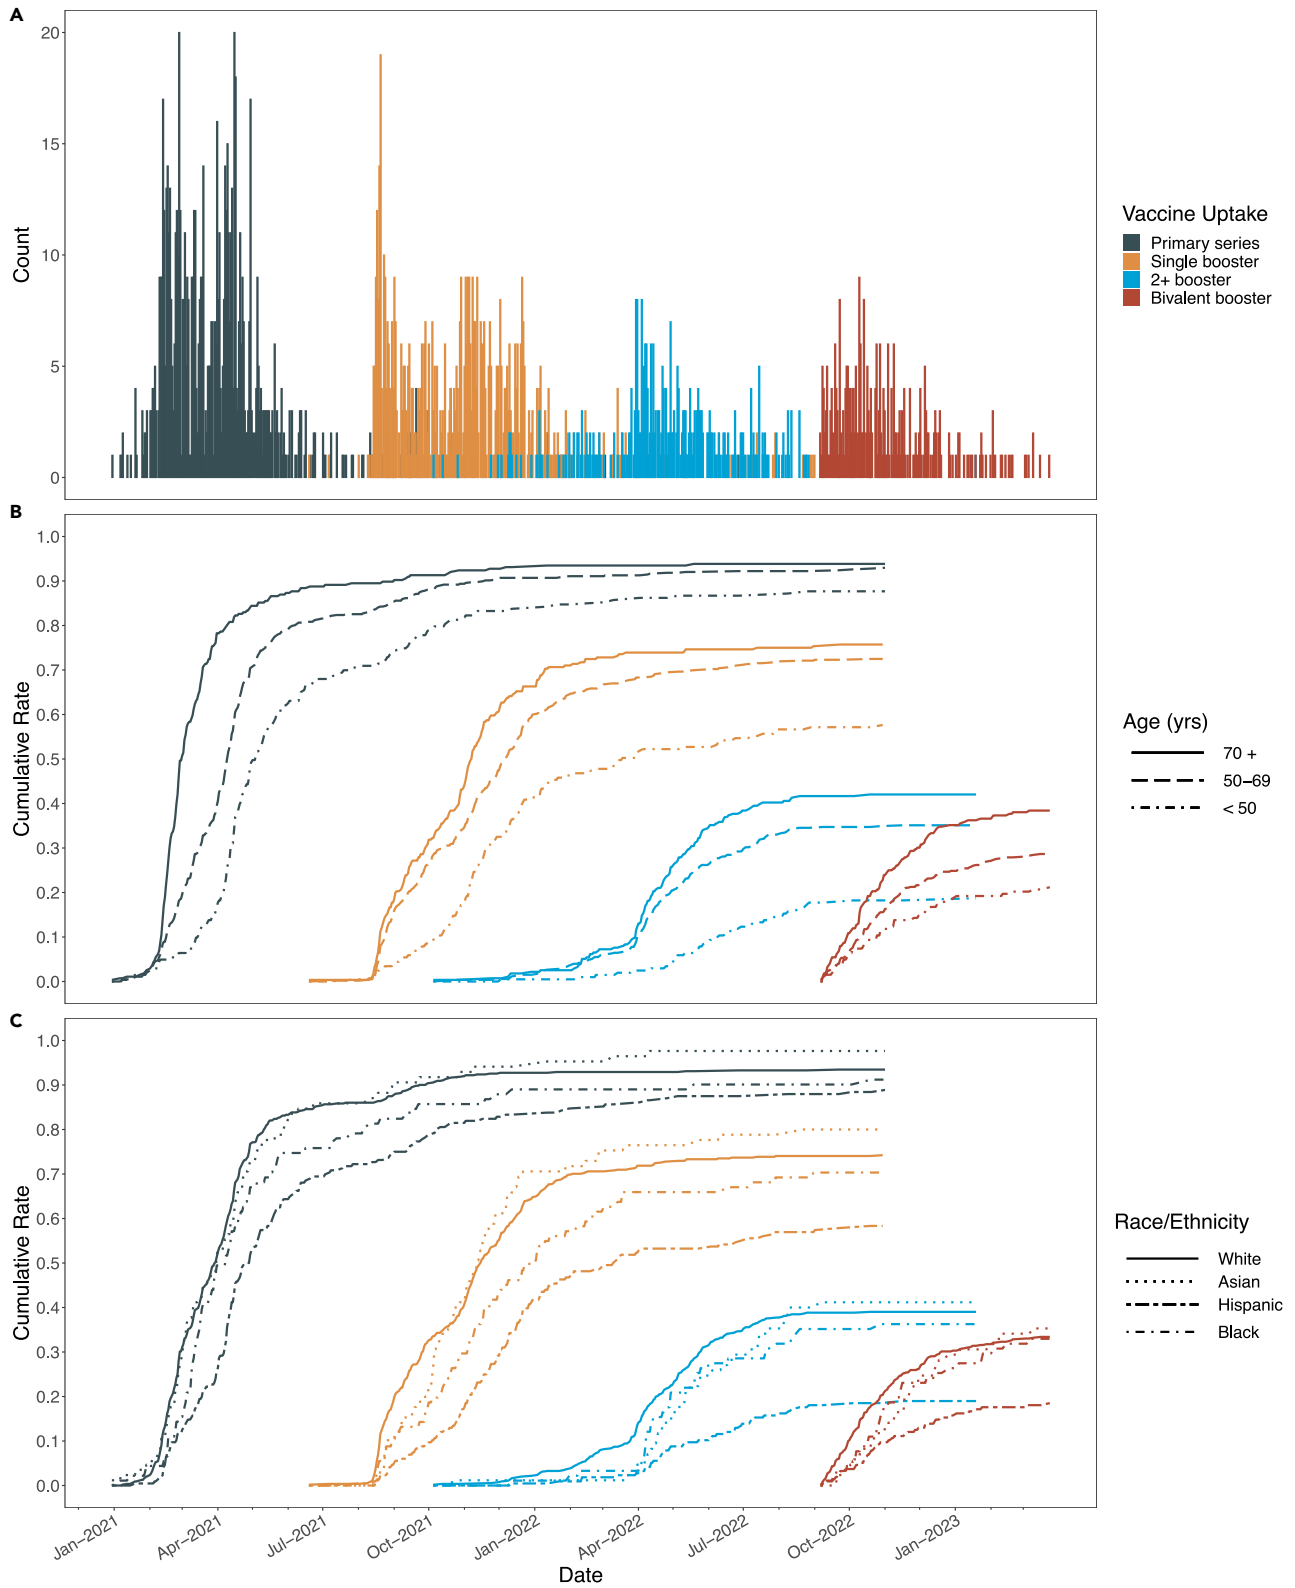 A
20
15
10
5
0
Count
Vaccine Uptake
Primary series
Single booster
2+ booster
Bivalent booster
B
1.0
0.9
0.8
0.7
0.6
0.5
0.4
0.3
0.2
0.1
0.0
Cumulative Rate
Age (yrs)
70 +
50–69
< 50
C
1.0
0.9
0.8
0.7
0.6
0.5
0.4
0.3
0.2
0.1
0.0
Cumulative Rate
Race/Ethnicity
White
Asian
Hispanic
Black
Jan–2021
Apr–2021
Jul–2021
Oct–2021
Jan–2022
Apr–2022
Jul–2022
Oct–2022
Jan–2023
Date